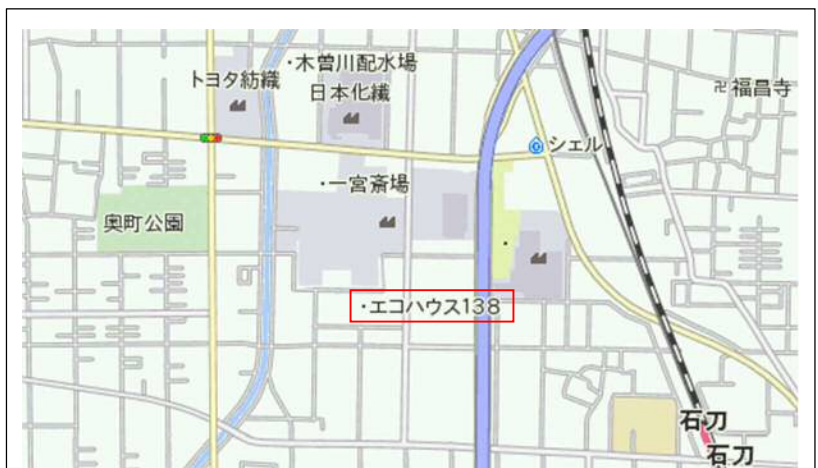 ・木曽川配水場
トヨタ紡織
日本化繊
卍福昌寺
シェル
・一宮斎場
奥町公園
・エコハウス138
石刀
石刀